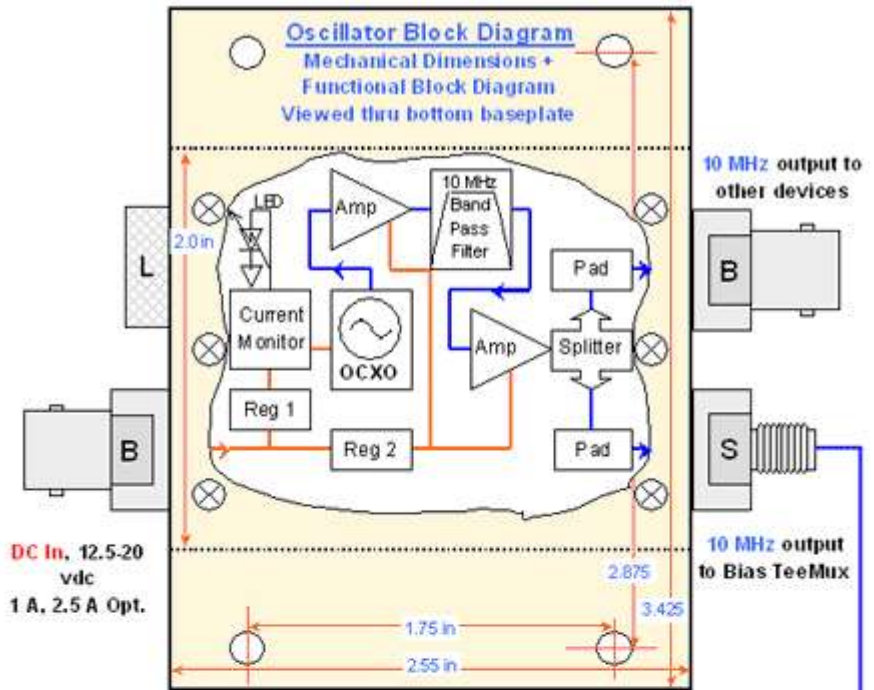 Oscillator Block Diagram
Mechanical Dimensions +
Functional Block Diagram
Viewed thru bottom baseplate
10 MHz output to
other devices
LED
Amp
10 MHz
Band
Pass
Filter
2.0 in
L
Pad
B
Current
Monitor
OCXO
Amp
Splitter
Reg 1
B
Reg 2
Pad
S
DC In, 12.5-20
vdc
1 A, 2.5 A Opt.
10 MHz output
to Bias TeeMux
2.875
3.425
1.75 in
2.55 in